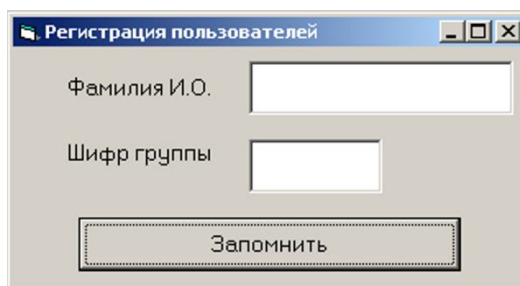 Регистрация пользователей
Фамилия И.О.
Шифр группы
Запомнить